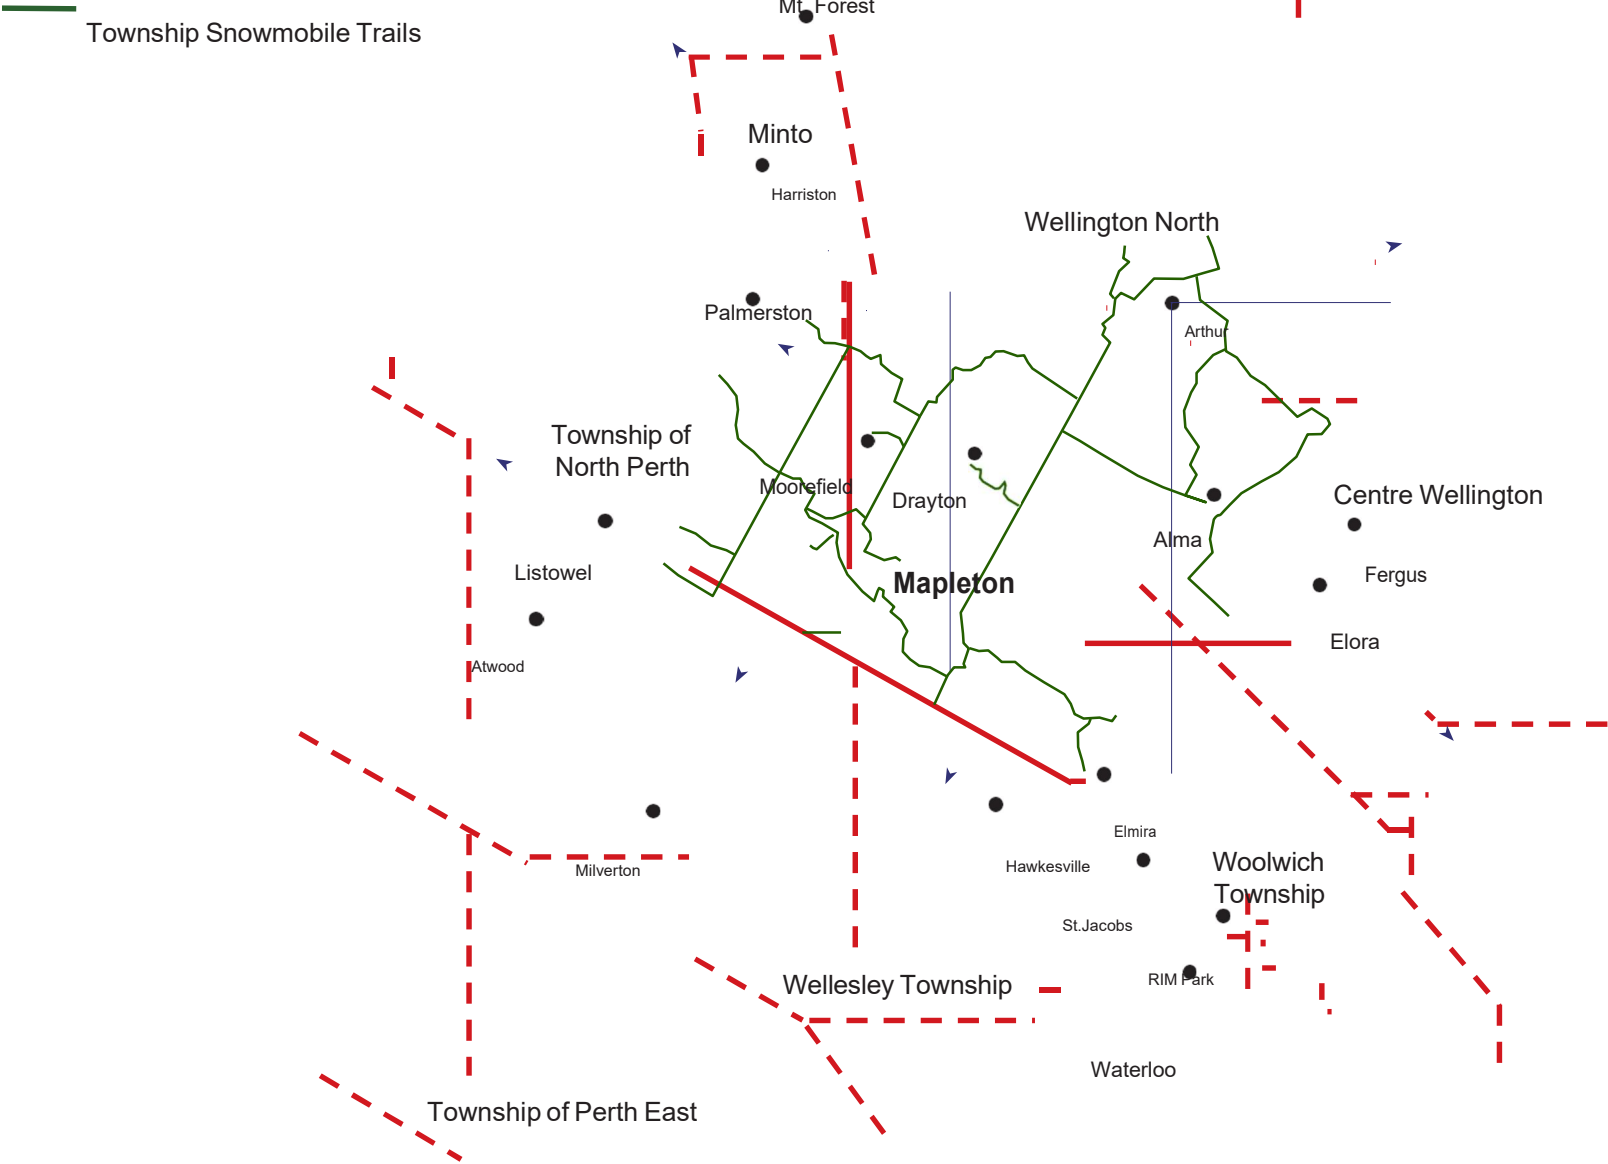 Mt. Forest
Township Snowmobile Trails
Minto
Harriston
Wellington North
Palmerston
Arthur
Township of
North Perth
Moorefield
Drayton
Centre Wellington
Alma
Listowel
Mapleton
Fergus
Elora
Atwood
Elmira
Milverton
Hawkesville
Woolwich
Township
St.Jacobs
RIM Park
Wellesley Township
Waterloo
Township of Perth East